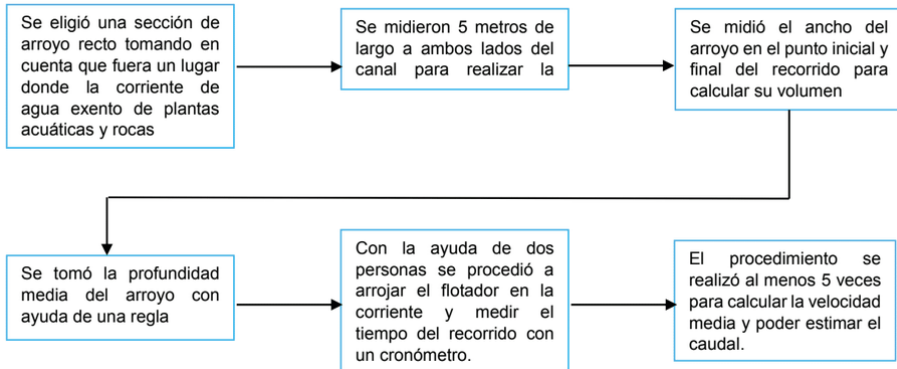 Se eligió una sección de
arroyo recto tomando en
cuenta que fuera un lugar
donde la corriente de
agua exento de plantas
acuáticas y rocas
Se midieron 5 metros de
largo a ambos lados del
canal para realizar la
Se midió el ancho del
arroyo en el punto inicial y
final del recorrido para
calcular su volumen
Se tomó la profundidad
media del arroyo con
ayuda de una regla
Con la ayuda de dos
personas se procedió a
arrojar el flotador en la
corriente y medir el
tiempo del recorrido con
un cronómetro.
El procedimiento se
realizó al menos 5 veces
para calcular la velocidad
media y poder estimar el
caudal.